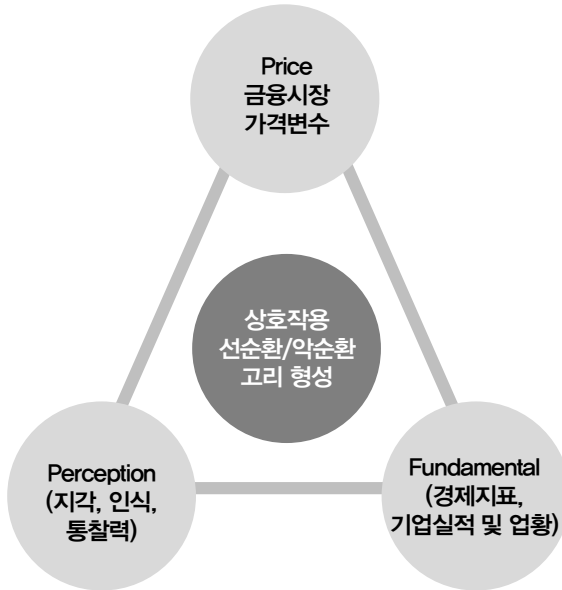 Price
금융시장
가격변수
상호작용
선순환/악순환
고리 형성
Perception
(지각, 인식,
통찰력)
Fundamental
(경제지표,
기업실적 및 업황)